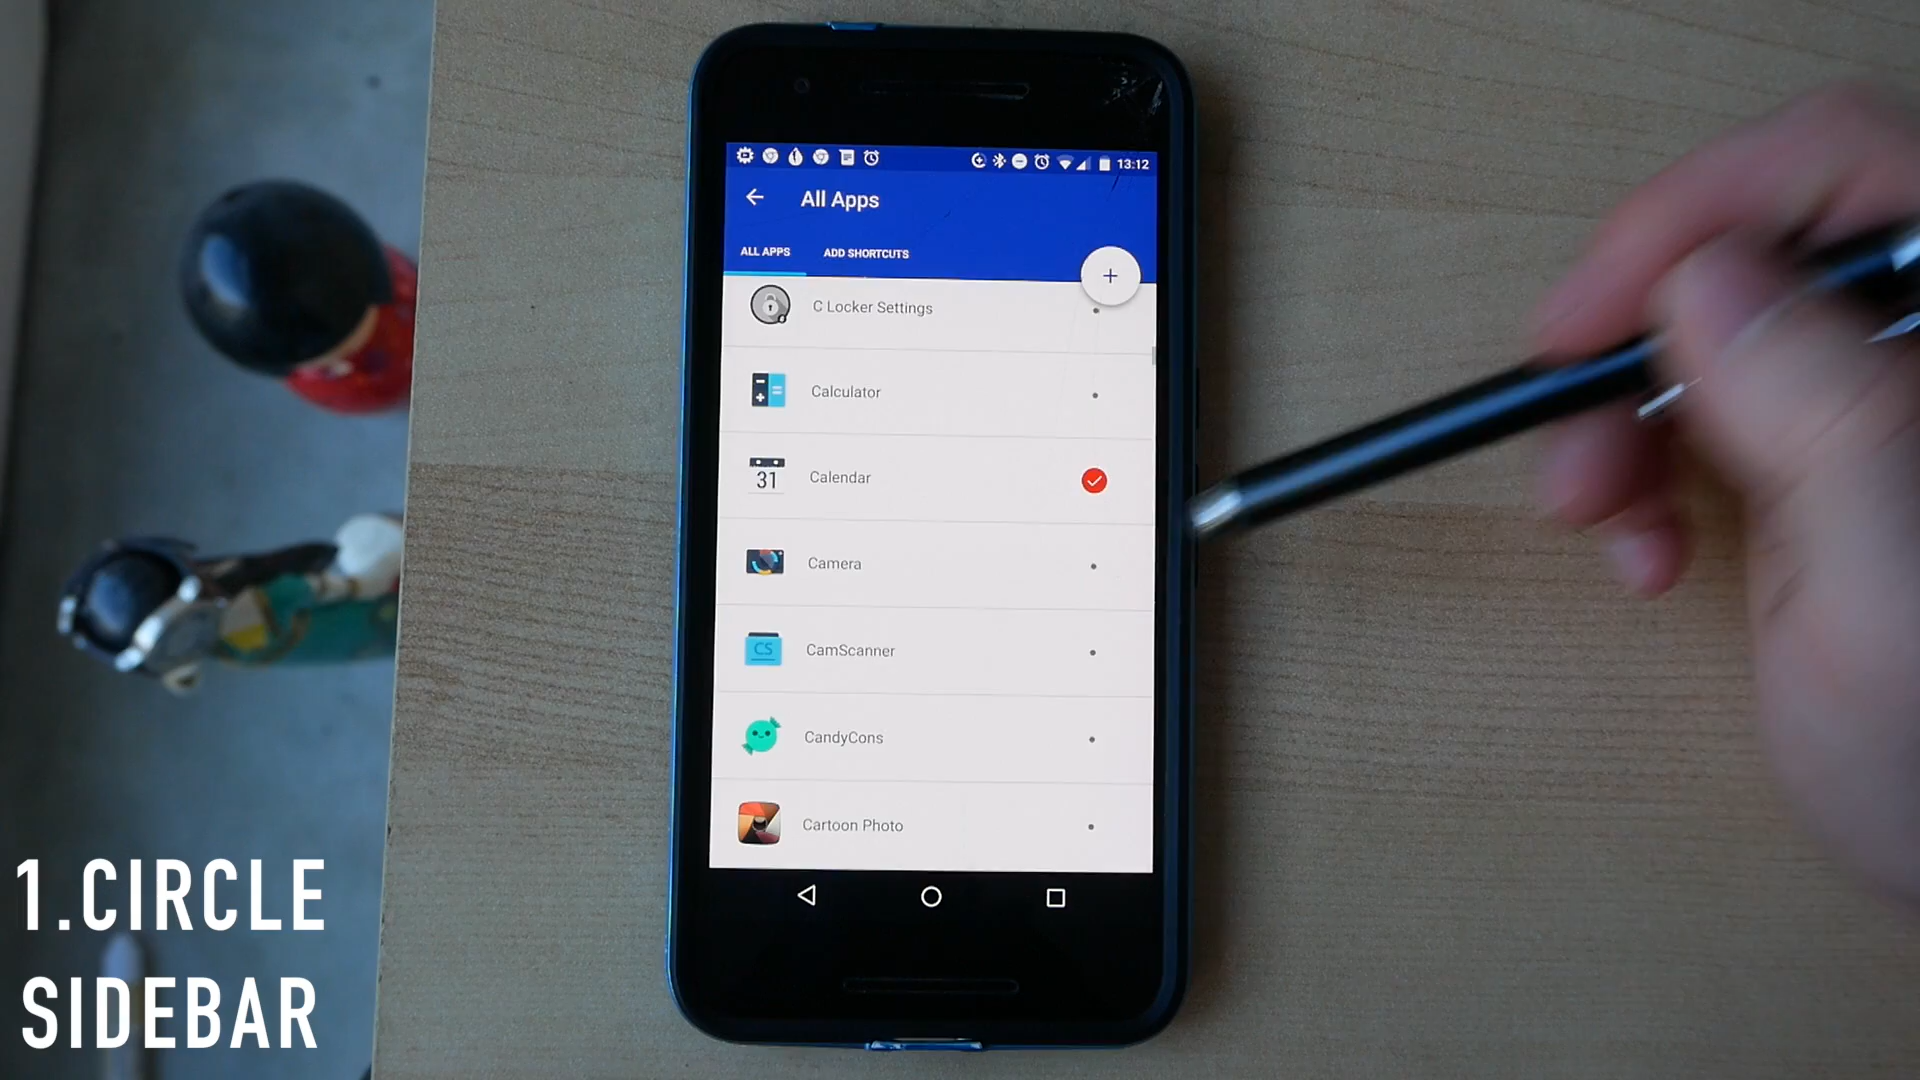 13:12
All Apps
ALL APPS ADD SHORTCUTS
+
C Locker Settings
Calculator
31 Calendar
Camera
CS CamScanner
CandyCons
Cartoon Photo
1.CIRCLE
SIDEBAR